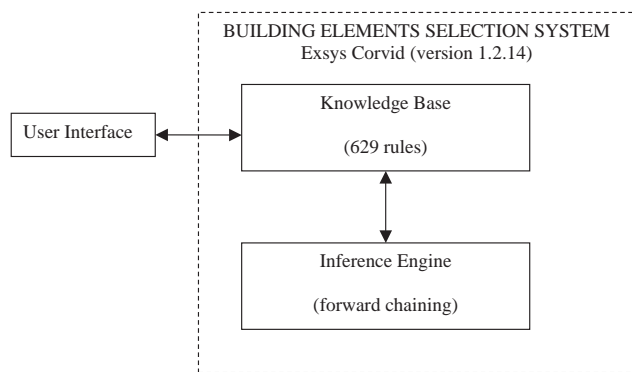 BUILDING ELEMENTS SELECTION SYSTEM
Exsys Corvid (version 1.2.14)
Knowledge Base
(629 rules)
User Interface
Inference Engine
(forward chaining)